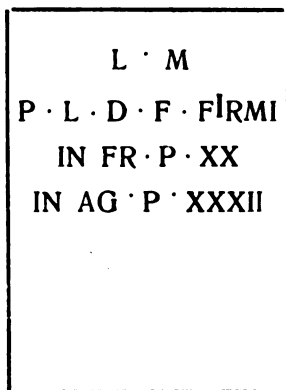 L · M
P · L · D · F · FIRMI
IN FR · P · XX
IN AG · P · XXXII